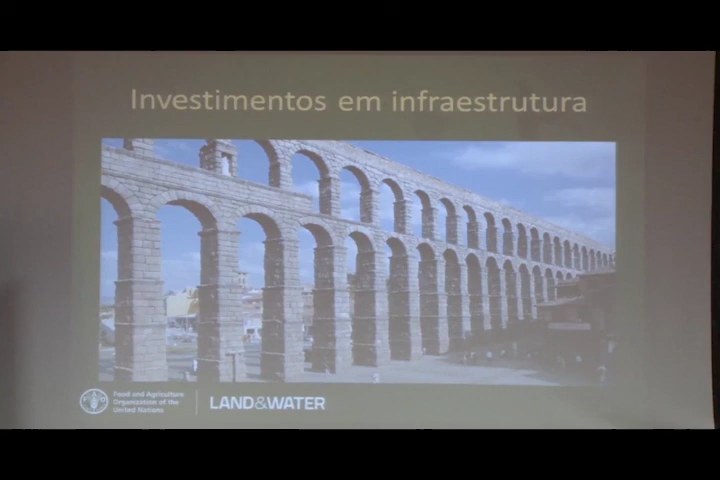 Investimentos em infraestrutura
Food and Agriculture
Organization of the
United Nations
LAND&WATER